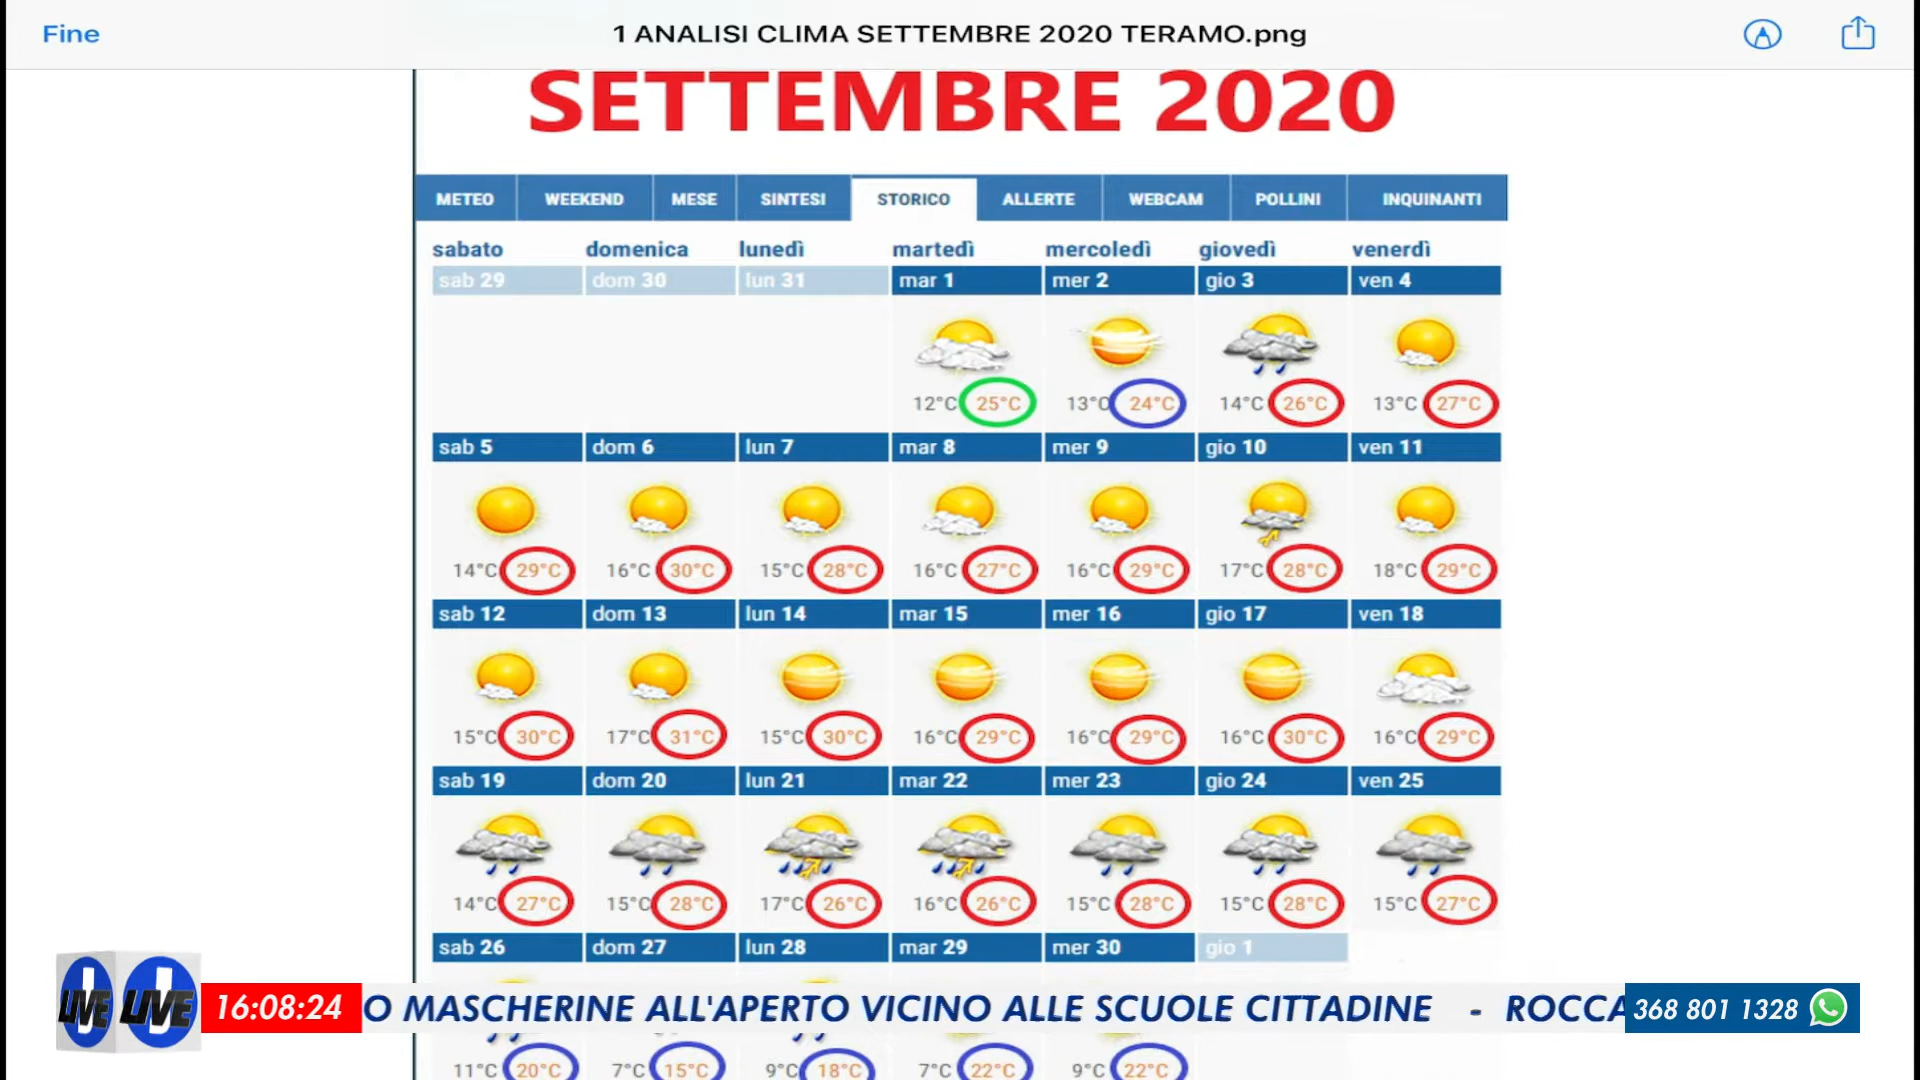 Fine
1 ANALISI CLIMA SETTEMBRE 2020 TERAMO.png
SETTEMBRE 2020
METEO WEEKEND MESE SINTESI STORICO ALLERTE WEBCAM POLLINI INQUINANTI
sabato domenica lunedì martedì mercoledì giovedì venerdì
sab 29 dom 30 lun 31 mar 1 mer 2 gio 3 ven 4
12°C 25°C 13°C 24°C 14°C 26°C 13°C 27°C
sab 5 dom 6 lun 7 mar 8 mer 9 gio 10 ven 11
14°C 29°C 16°C 30°C 15°C 28°C 16°C 27°C 16°C 29°C 17°C 28°C 18°C 29°C
sab 12 dom 13 lun 14 mar 15 mer 16 gio 17 ven 18
15°C 30°C 17°C 31°C 15°C 30°C 16°C 29°C 16°C 29°C 16°C 30°C 16°C 29°C
sab 19 dom 20 lun 21 mar 22 mer 23 gio 24 ven 25
14°C 27°C 15°C 28°C 17°C 26°C 16°C 26°C 15°C 28°C 15°C 28°C 15°C 27°C
sab 26 dom 27 lun 28 mar 29 mer 30 gio 1
LIVE LIVE 16:08:24 O MASCHERINE ALL'APERTO VICINO ALLE SCUOLE CITTADINE - ROCCA 368 801 1328
11°C 20°C 7°C 15°C 9°C 18°C 7°C 22°C 9°C 22°C